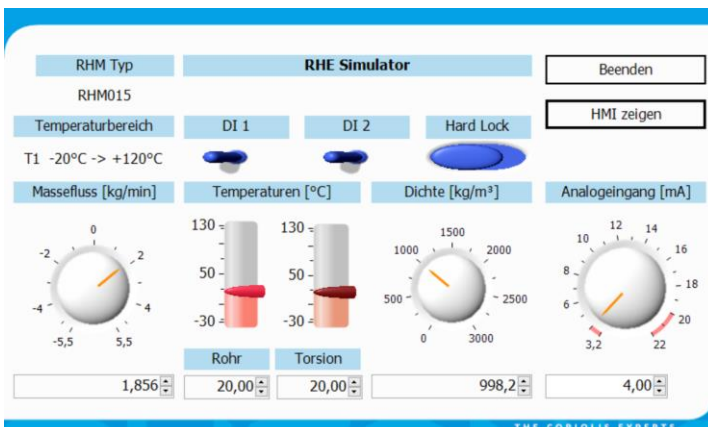 RHM Typ
RHE Simulator
Beenden
RHM015
HMI zeigen
Temperaturbereich
DI 1
DI 2
Hard Lock
T1 -20°C -> +120°C
Massefluss [kg/min]
Temperaturen [°C]
Dichte [kg/m³]
Analogeingang [mA]
0
-2
2
-4
4
-5,5
5,5
130
50
-30
130
50
-30
0
500
1000
1500
2000
2500
3000
3,2
6
8
10
12
14
16
18
20
22
Rohr
Torsion
1,856
20,00
20,00
998,2
4,00
THE CORIOLIS EXPERTS